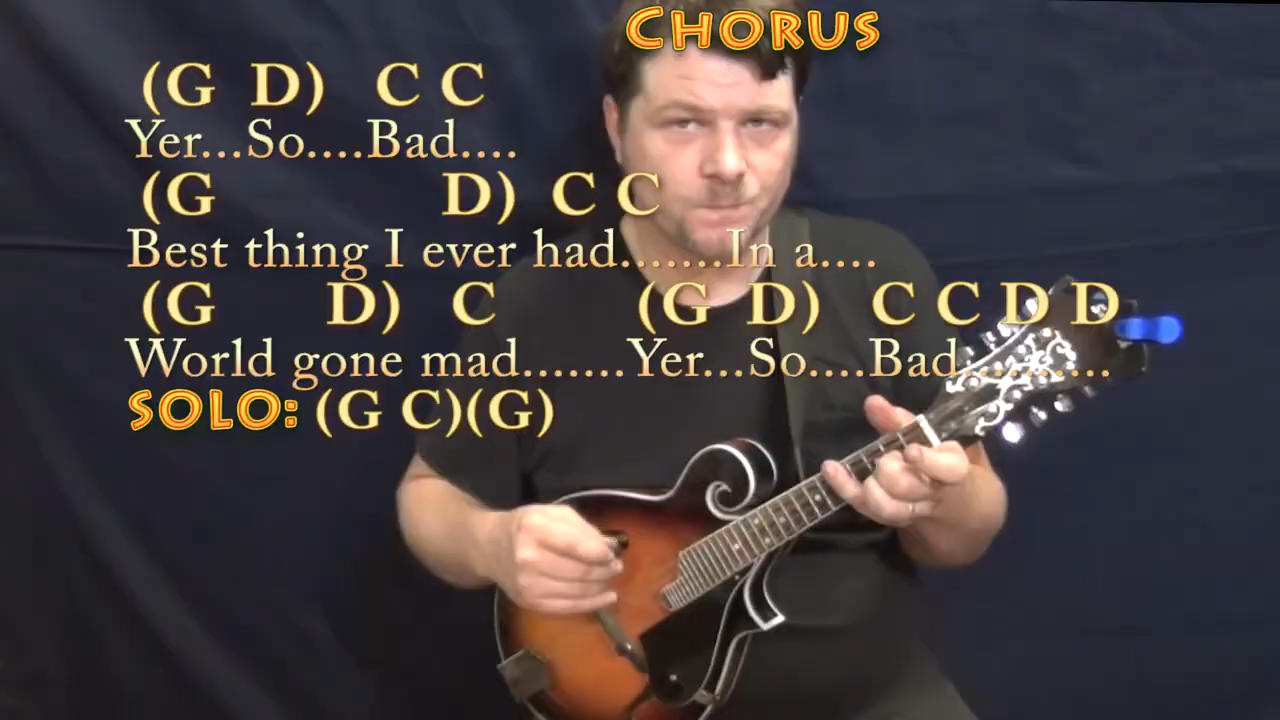 CHORUS
(G D) C C
Yer...So....Bad....
(G D) C C
Best thing I ever had.......In a....
(G D) C (G D) C C D D
World gone mad.......Yer...So....Bad..........
SOLO: (G C)(G)